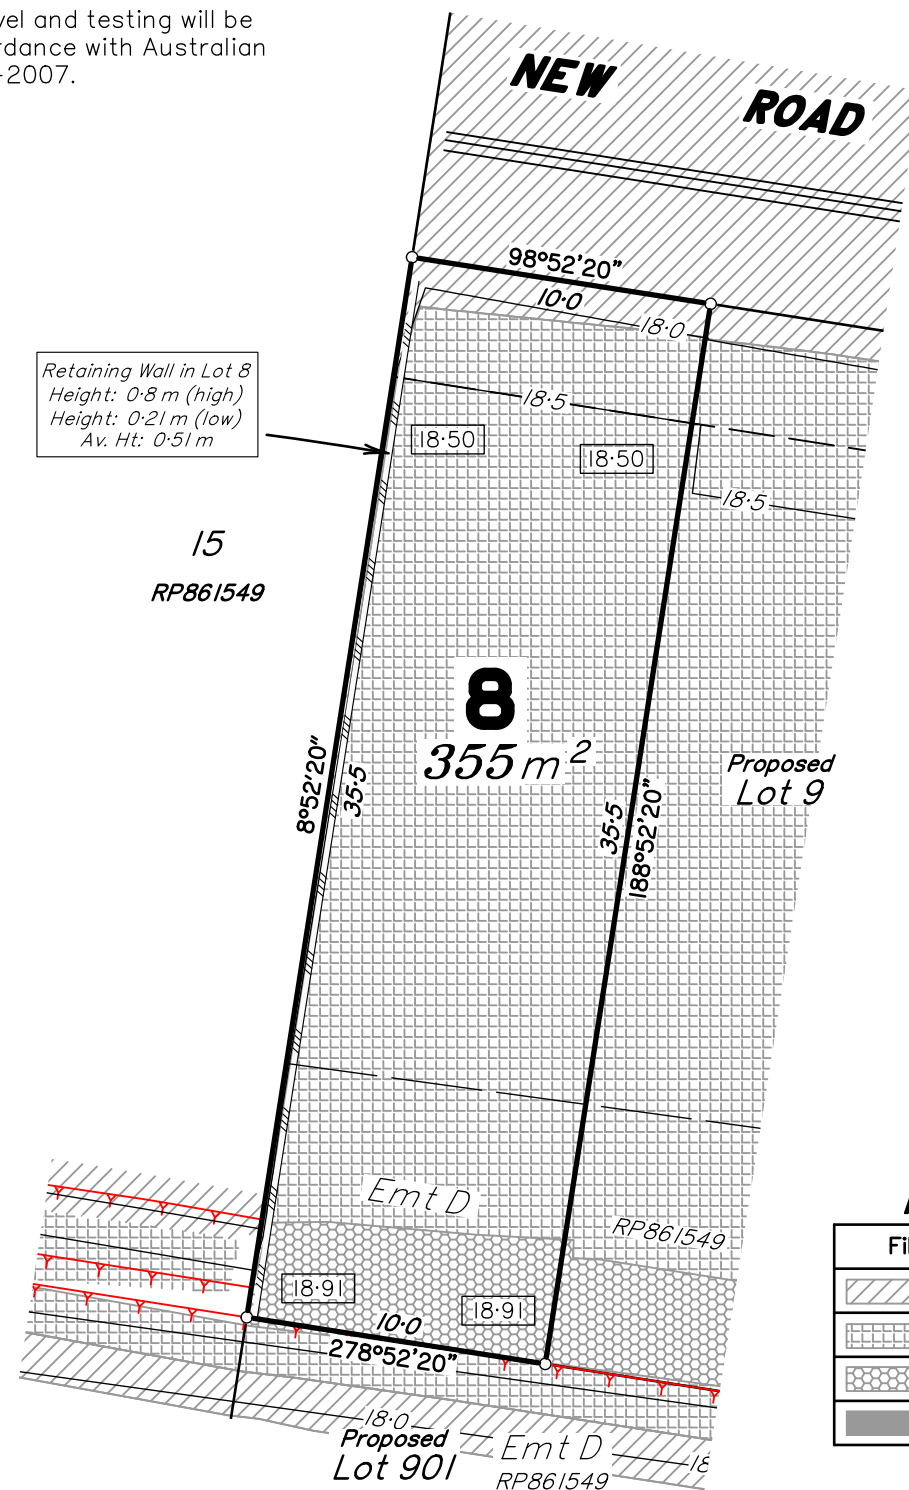 vel and testing will be
rdance with Australian
-2007.
NEW ROAD
98°52'20"
10·0
18·0
Retaining Wall in Lot 8
Height: 0·8 m (high)
Height: 0·21 m (low)
Av. Ht: 0·51 m
18·5
18·50
18·50
18·5
15
RP861549
8
355 m²
Proposed
Lot 9
8°52'20"
35·5
35·5
188°52'20"
Emt D
RP861549
18·91
18·91
10·0
278°52'20"
18·0
Proposed
Lot 901
Emt D
RP861549
18
Fil